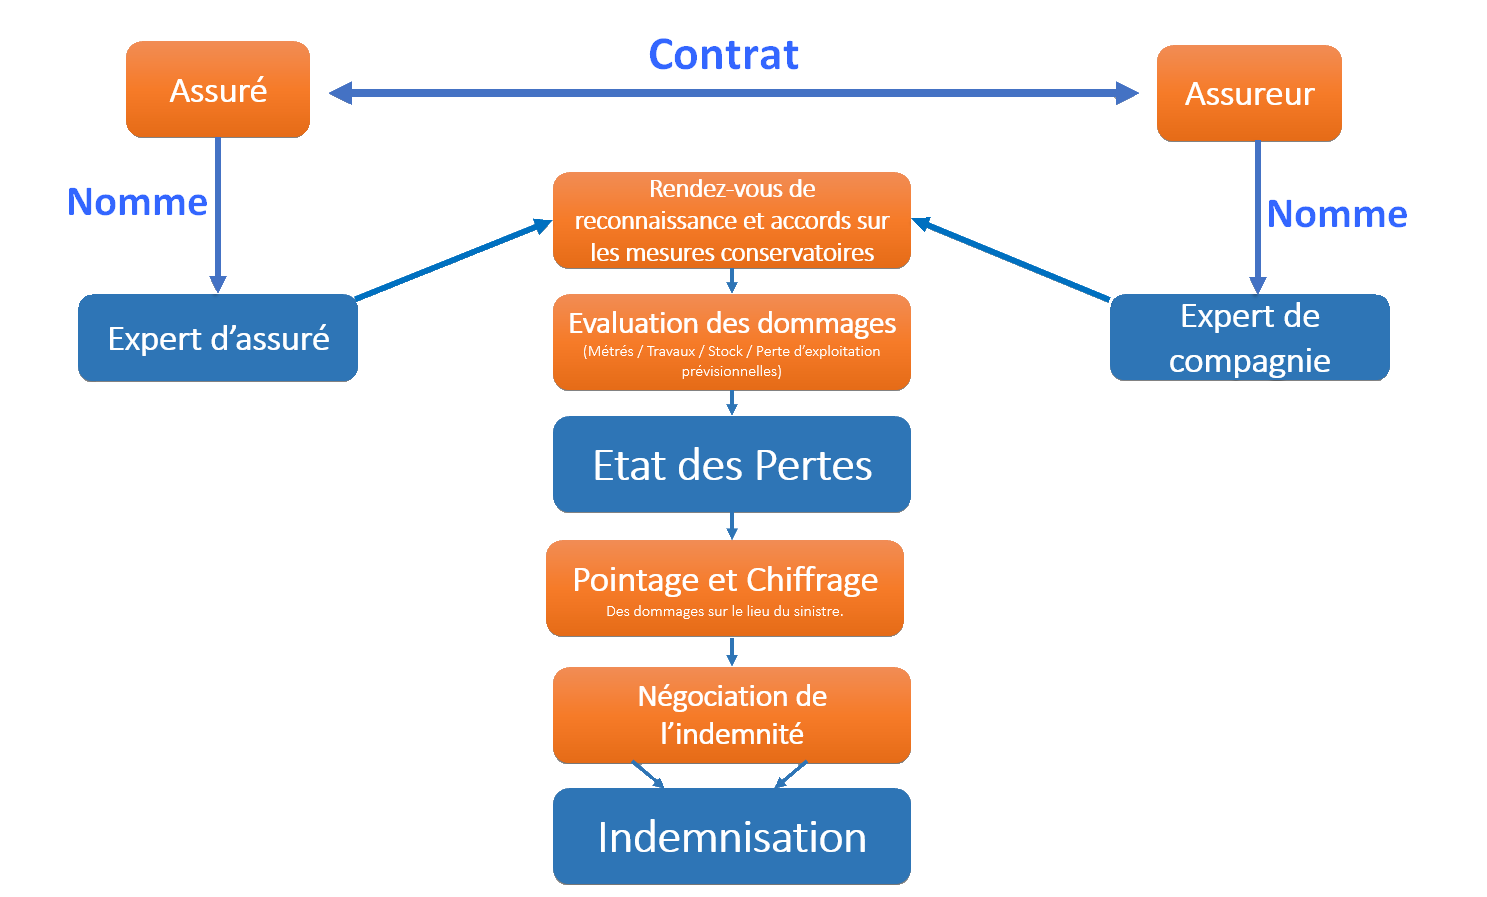 Contrat
Assuré
Assureur
Nomme
Nomme
Rendez-vous de
reconnaissance et accords sur
les mesures conservatoires
Expert d’assuré
Expert de
compagnie
Evaluation des dommages
(Métrés / Travaux / Stock / Perte d’exploitation
prévisionnelles)
Etat des Pertes
Pointage et Chiffrage
Des dommages sur le lieu du sinistre.
Négociation de
l’indemnité
Indemnisation